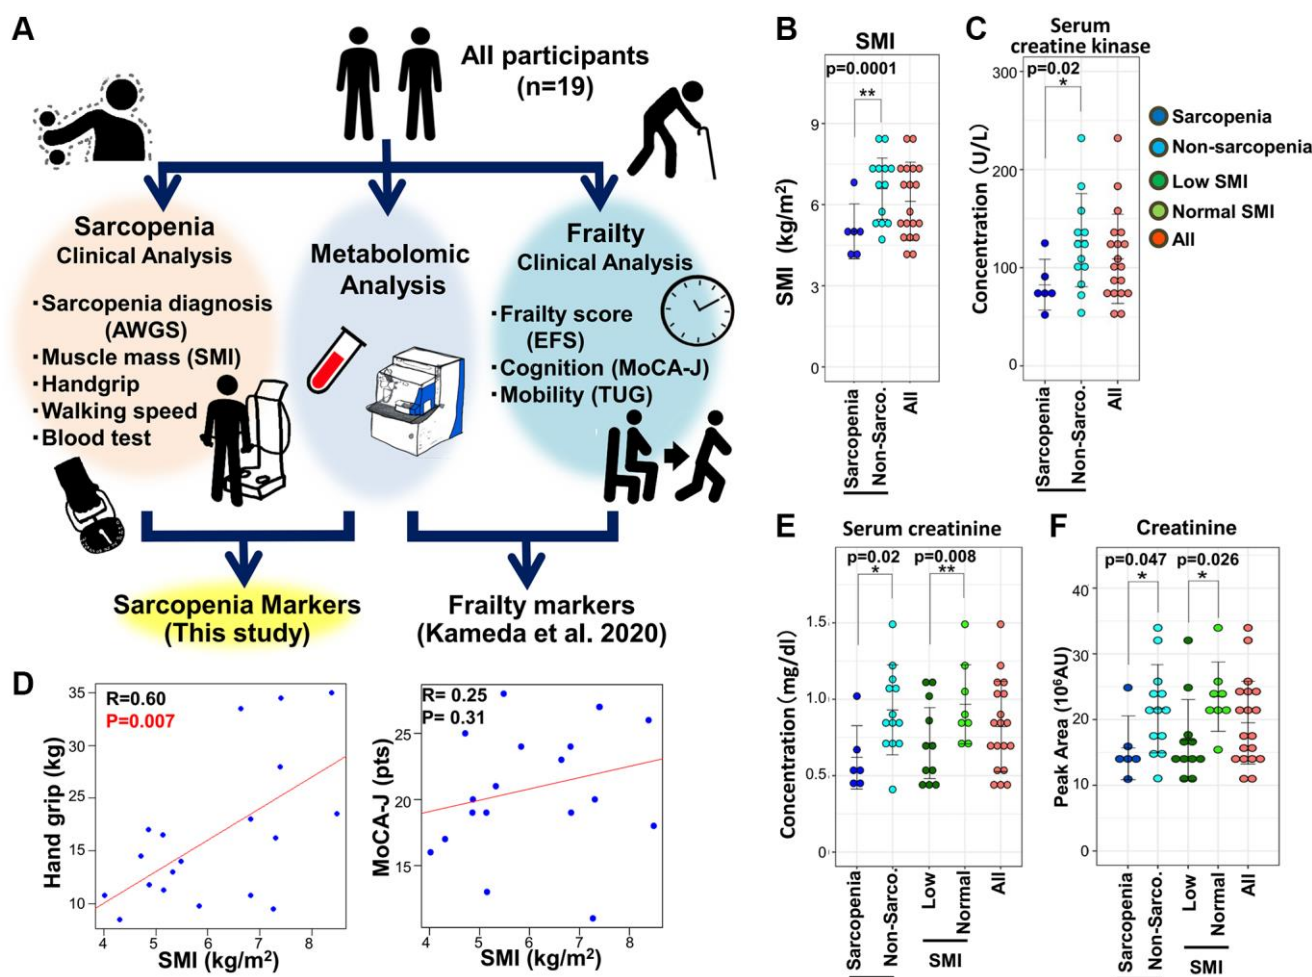 A
All participants
(n=19)
Sarcopenia
Clinical Analysis
・Sarcopenia diagnosis
(AWGS)
・Muscle mass (SMI)
・Handgrip
・Walking speed
・Blood test
Metabolomic
Analysis
Frailty
Clinical Analysis
・Frailty score
(EFS)
・Cognition (MoCA-J)
・Mobility (TUG)
Sarcopenia Markers
(This study)
Frailty markers
(Kameda et al. 2020)
B
SMI
p=0.0001
**
SMI (kg/m²)
9
6
3
0
Sarcopenia
Non-Sarco.
All
C
Serum
creatine kinase
p=0.02
*
Concentration (U/L)
300
200
100
0
Sarcopenia
Non-Sarco.
All
Sarcopenia
Non-sarcopenia
Low SMI
Normal SMI
All
D
R=0.60
P=0.007
Hand grip (kg)
35
30
25
15
10
4
5
6
7
8
SMI (kg/m²)
R= 0.25
P= 0.31
MoCA-J (pts)
25
20
15
4
5
6
7
8
SMI (kg/m²)
E
Serum creatinine
p=0.02
*
p=0.008
**
Concentration (mg/dl)
1.5
1.0
0.5
0
Sarcopenia
Non-Sarco.
Low
Normal
All
SMI
F
Creatinine
p=0.047
*
p=0.026
*
Peak Area (10⁶AU)
40
30
20
10
0
Sarcopenia
Non-Sarco.
Low
Normal
All
SMI